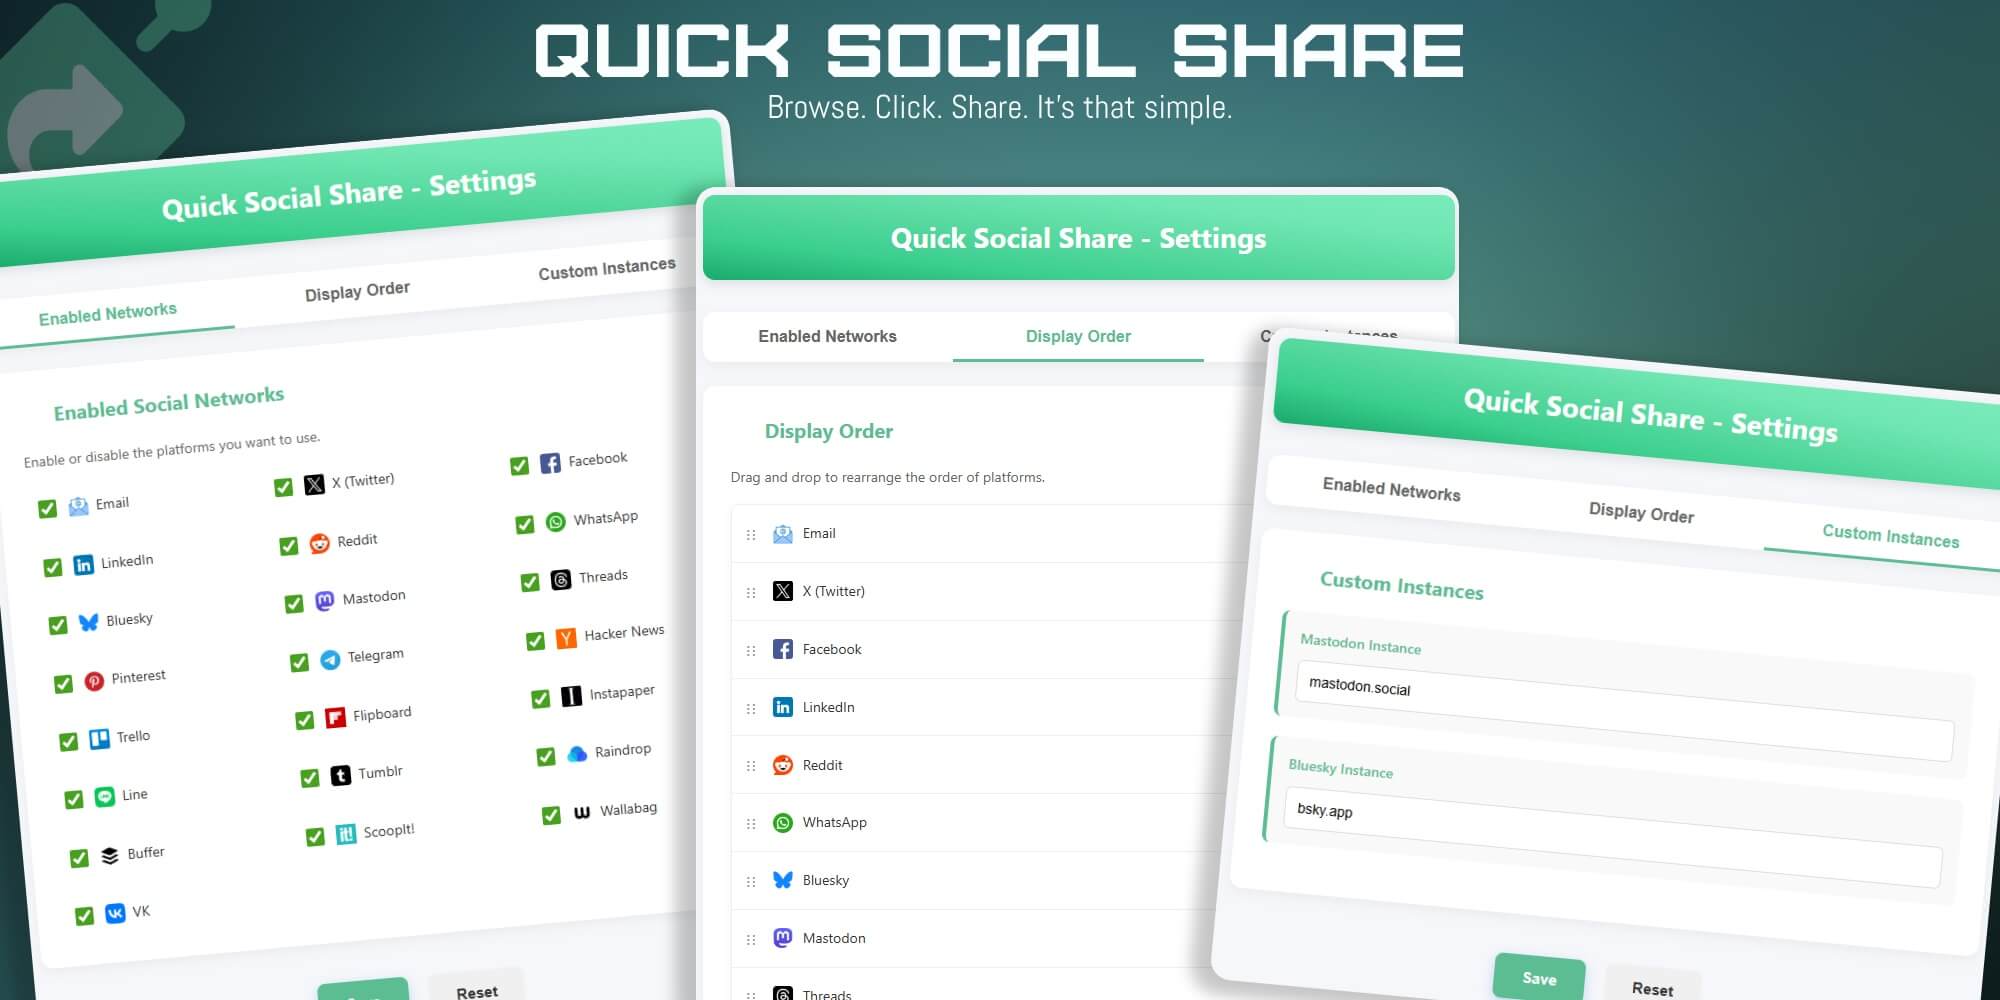 QUICK SOCIAL SHARE
Browse. Click. Share. It's that simple.
Quick Social Share - Settings
Enabled Networks
Display Order
Custom Instances
Enabled Social Networks
Enable or disable the platforms you want to use.
Email
X (Twitter)
Facebook
LinkedIn
Reddit
WhatsApp
Bluesky
Mastodon
Threads
Pinterest
Telegram
Hacker News
Trello
Flipboard
Instapaper
Line
Tumblr
Raindrop
Buffer
ScoopIt!
Wallabag
VK
Reset
Quick Social Share - Settings
Enabled Networks
Display Order
Display Order
Drag and drop to rearrange the order of platforms.
Email
X (Twitter)
Facebook
LinkedIn
Reddit
WhatsApp
Bluesky
Mastodon
Threads
Quick Social Share - Settings
Enabled Networks
Display Order
Custom Instances
Custom Instances
Mastodon Instance
mastodon.social
Bluesky Instance
bsky.app
Save
Reset